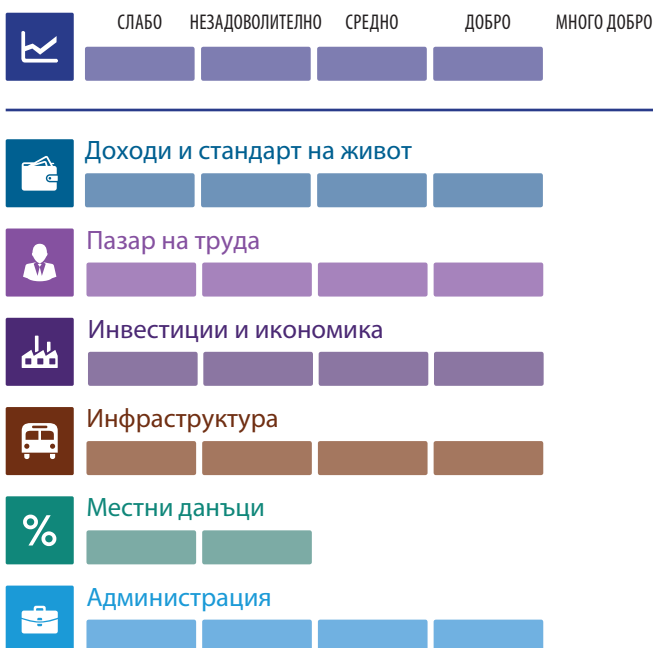 СЛАБО НЕЗАДОВОЛИТЕЛНО СРЕДНО ДОБРО МНОГО ДОБРО
Доходи и стандарт на живот
Пазар на труда
Инвестиции и икономика
Инфраструктура
Местни данъци
%
Администрация